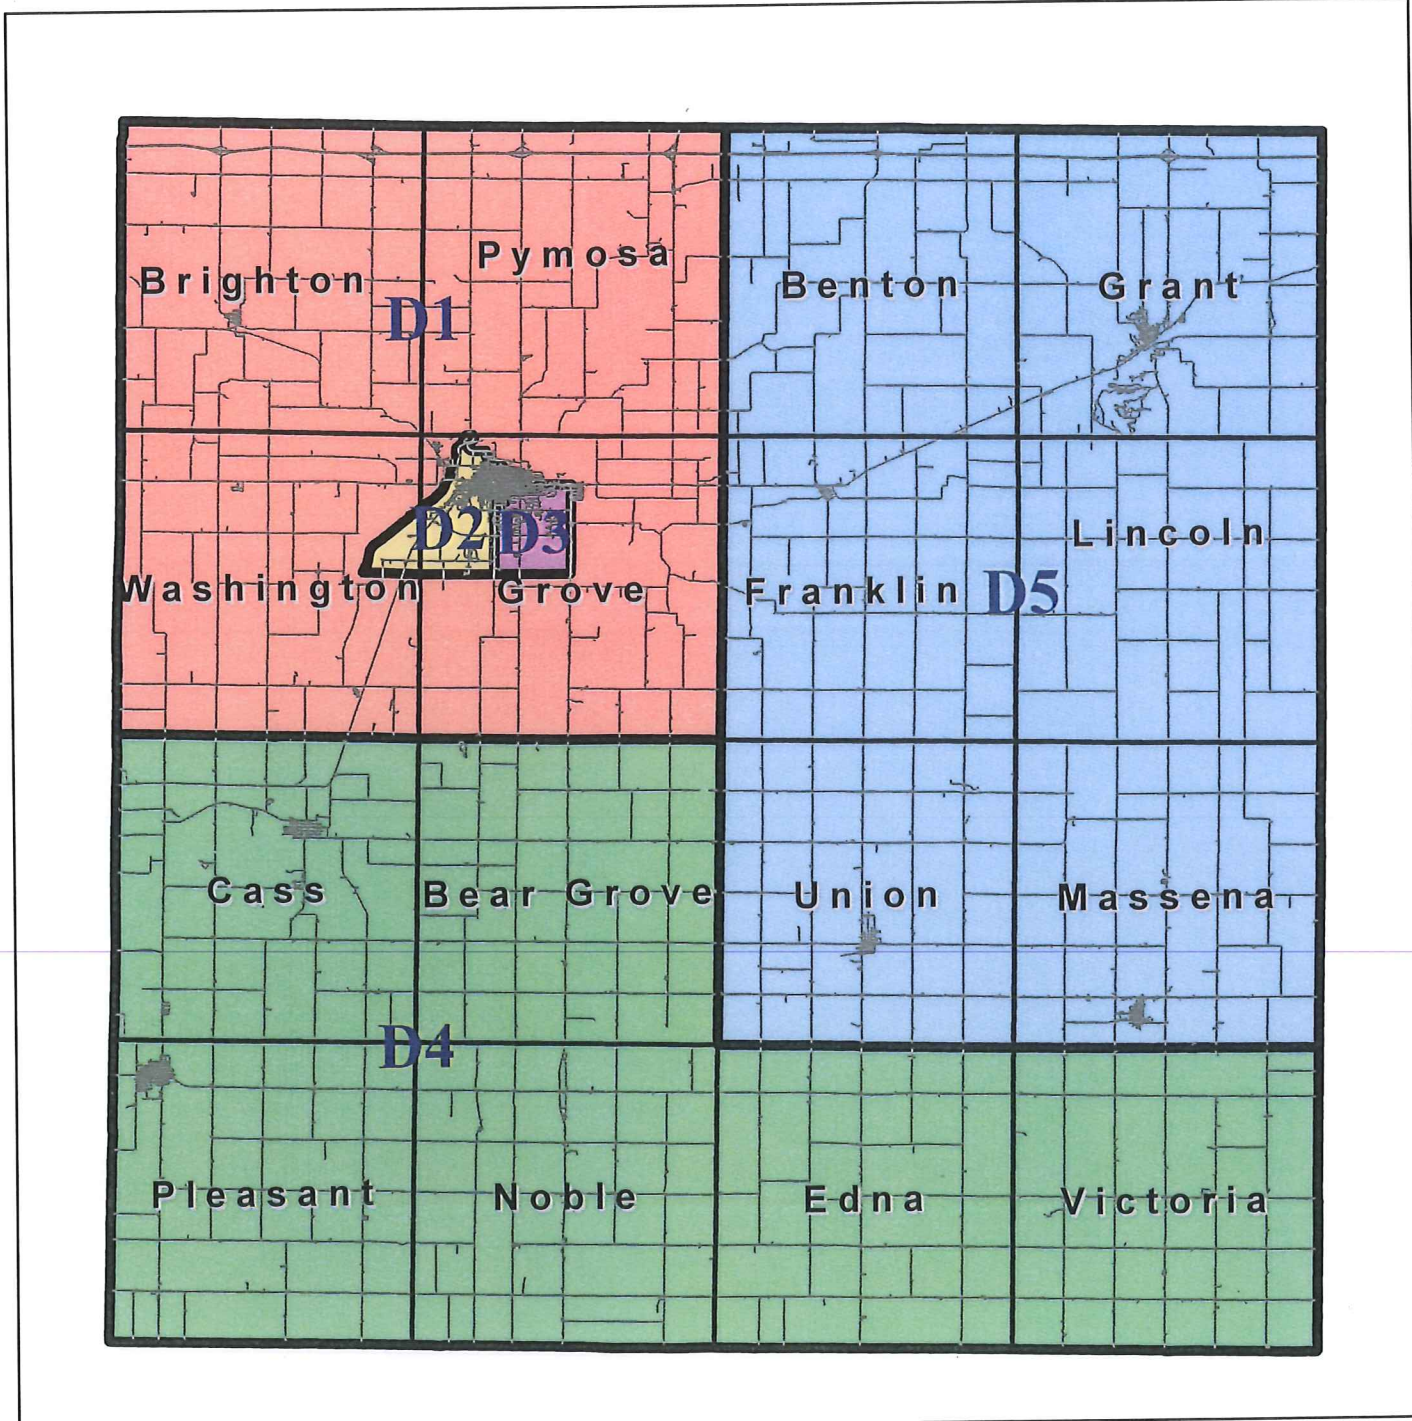 Pymosa
Brighton
Benton
Grant
D1
D2
D3
Lincoln
Washington
Grove
Franklin
D5
Cass
Bear Grove
Union
Massena
D4
Pleasant
Noble
Edna
Victoria